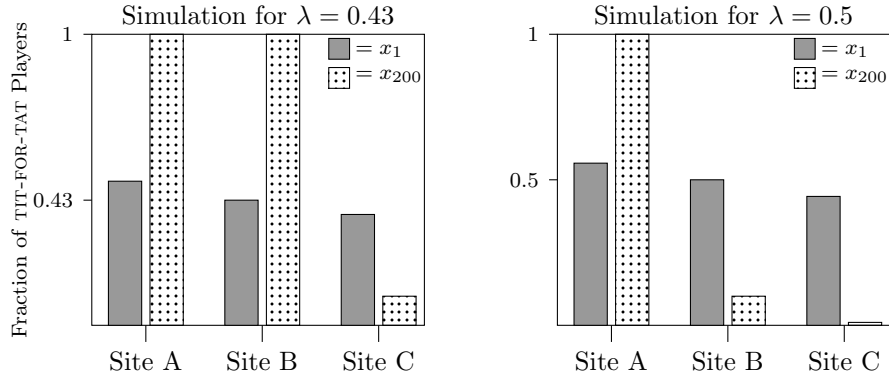 Simulation for λ = 0.43
1
0.43
Fraction of TIT-FOR-TAT Players
= x₁
= x₂₀₀
Site A Site B Site C
Simulation for λ = 0.5
1
0.5
= x₁
= x₂₀₀
Site A Site B Site C